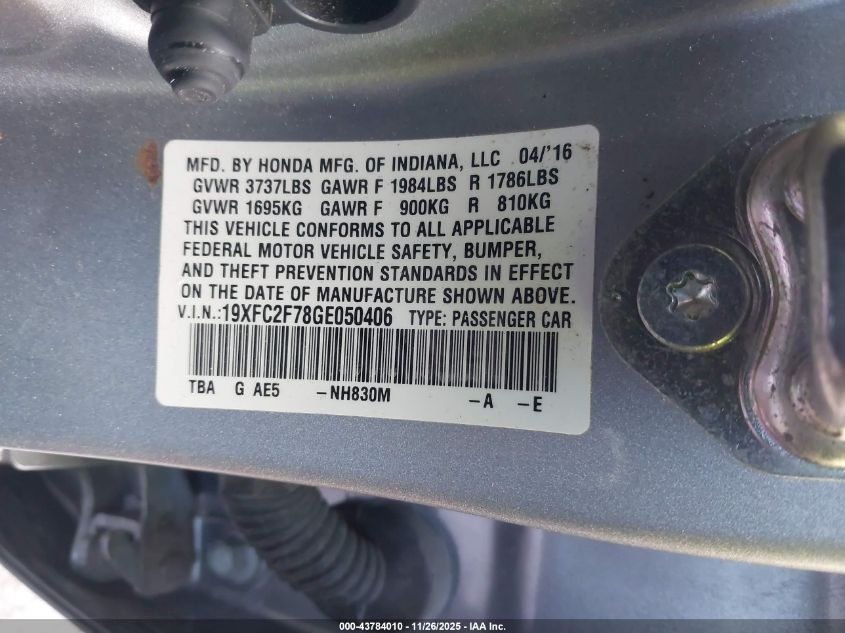 MFD. BY HONDA MFG. OF INDIANA, LLC 04/'16
GVWR 3737LBS GAWR F 1984LBS R 1786LBS
GVWR 1695KG GAWR F 900KG R 810KG
THIS VEHICLE CONFORMS TO ALL APPLICABLE
FEDERAL MOTOR VEHICLE SAFETY, BUMPER,
AND THEFT PREVENTION STANDARDS IN EFFECT
ON THE DATE OF MANUFACTURE SHOWN ABOVE.
V.I.N.:19XFC2F78GE050406 TYPE: PASSENGER CAR
TBA G AE5 -NH830M -A -E
000-43784010 - 11/26/2025 - IAA Inc.